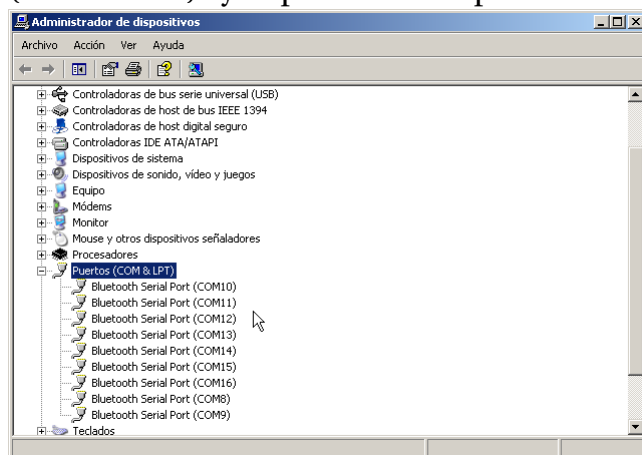 Administrador de dispositivos
Archivo Acción Ver Ayuda
Controladoras de bus serie universal (USB)
Controladoras de host de bus IEEE 1394
Controladoras de host digital seguro
Controladoras IDE ATA/ATAPI
Dispositivos de sistema
Dispositivos de sonido, vídeo y juegos
Equipo
Módems
Monitor
Mouse y otros dispositivos señaladores
Procesadores
Puertos (COM & LPT)
Bluetooth Serial Port (COM10)
Bluetooth Serial Port (COM11)
Bluetooth Serial Port (COM12)
Bluetooth Serial Port (COM13)
Bluetooth Serial Port (COM14)
Bluetooth Serial Port (COM15)
Bluetooth Serial Port (COM16)
Bluetooth Serial Port (COM8)
Bluetooth Serial Port (COM9)
Teclados